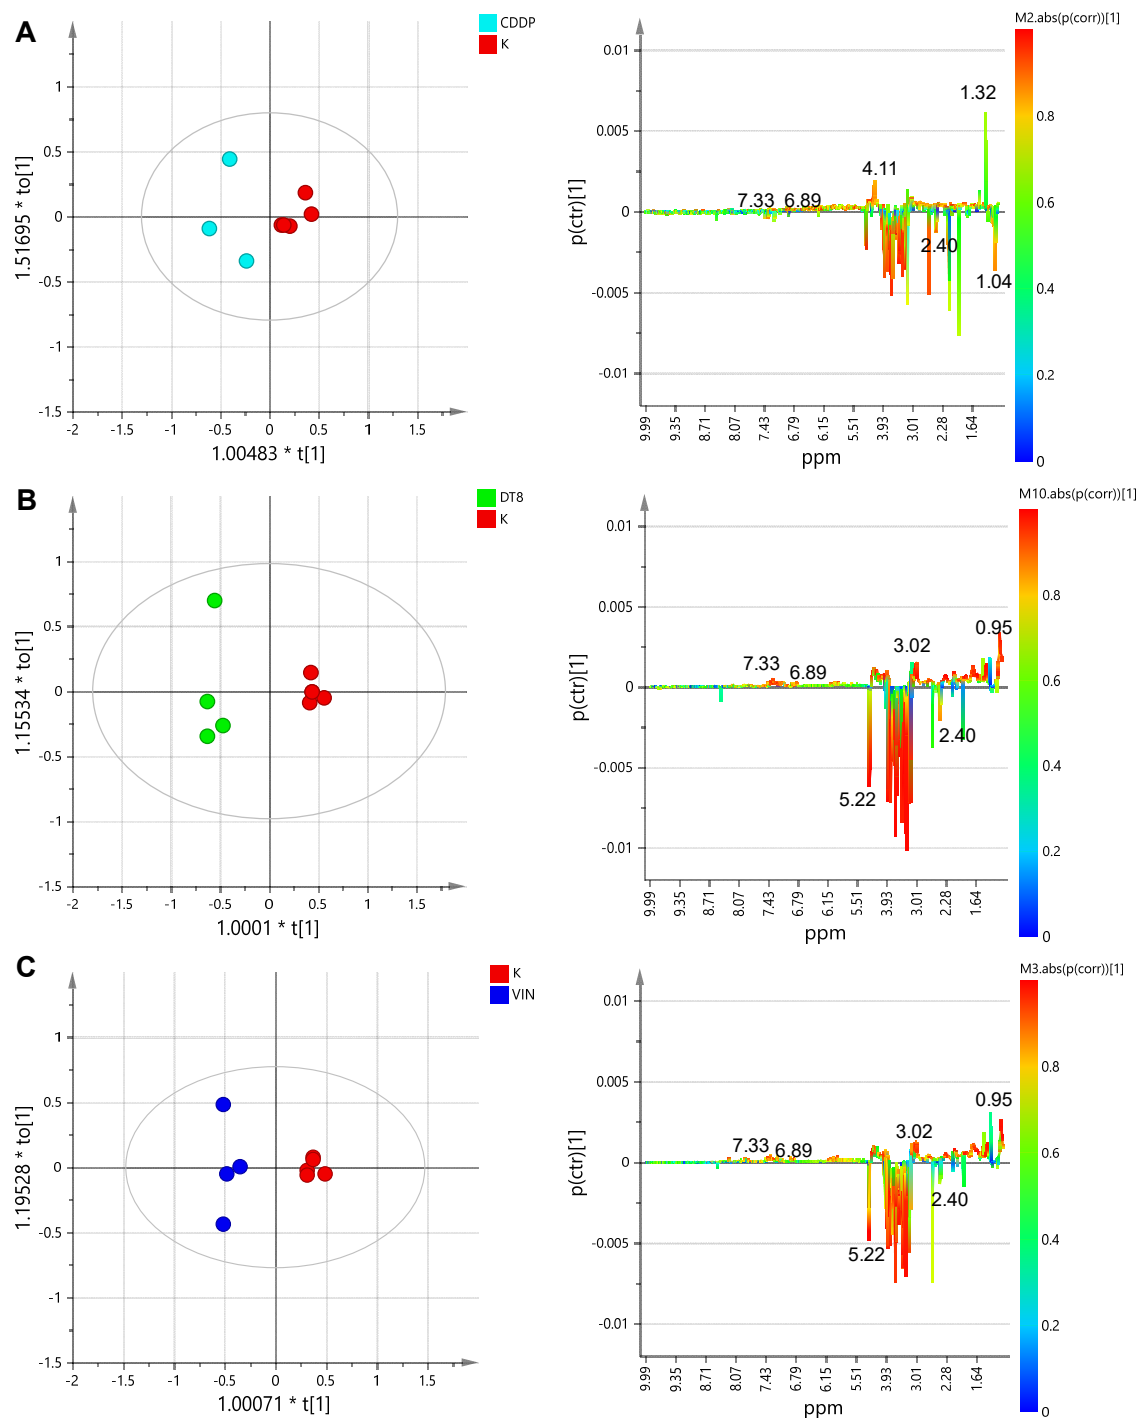 A
CDDP
K
1
0.5
0
-0.5
-1
-1.5
-2 -1.5 -1 -0.5 0 0.5 1 1.5
1.00483 * t[1]
1.51695 * to[1]
M2.abs(p(corr))[1]
0.01
0.005
0
-0.005
-0.01
p(ctr)[1]
1.32
4.11
7.33 6.89
2.40
1.04
9.99 9.35 8.71 8.07 7.43 6.79 6.15 5.51 3.93 3.01 2.28 1.64
ppm
0.8
0.6
0.4
0.2
0
B
DT8
K
1
0.5
0
-0.5
-1
-1.5
-2 -1.5 -1 -0.5 0 0.5 1 1.5
1.0001 * t[1]
1.15534 * to[1]
M10.abs(p(corr))[1]
0.01
0.005
0
-0.005
-0.01
p(ctr)[1]
0.95
3.02
7.33 6.89
2.40
5.22
9.99 9.35 8.71 8.07 7.43 6.79 6.15 5.51 3.93 3.01 2.28 1.64
ppm
0.8
0.6
0.4
0.2
0
C
K
VIN
1
0.5
0
-0.5
-1
-1.5
-2 -1.5 -1 -0.5 0 0.5 1 1.5
1.00071 * t[1]
1.19528 * to[1]
M3.abs(p(corr))[1]
0.01
0.005
0
-0.005
-0.01
p(ctr)[1]
0.95
3.02
7.33 6.89
2.40
5.22
9.99 9.35 8.71 8.07 7.43 6.79 6.15 5.51 3.93 3.01 2.28 1.64
ppm
0.8
0.6
0.4
0.2
0